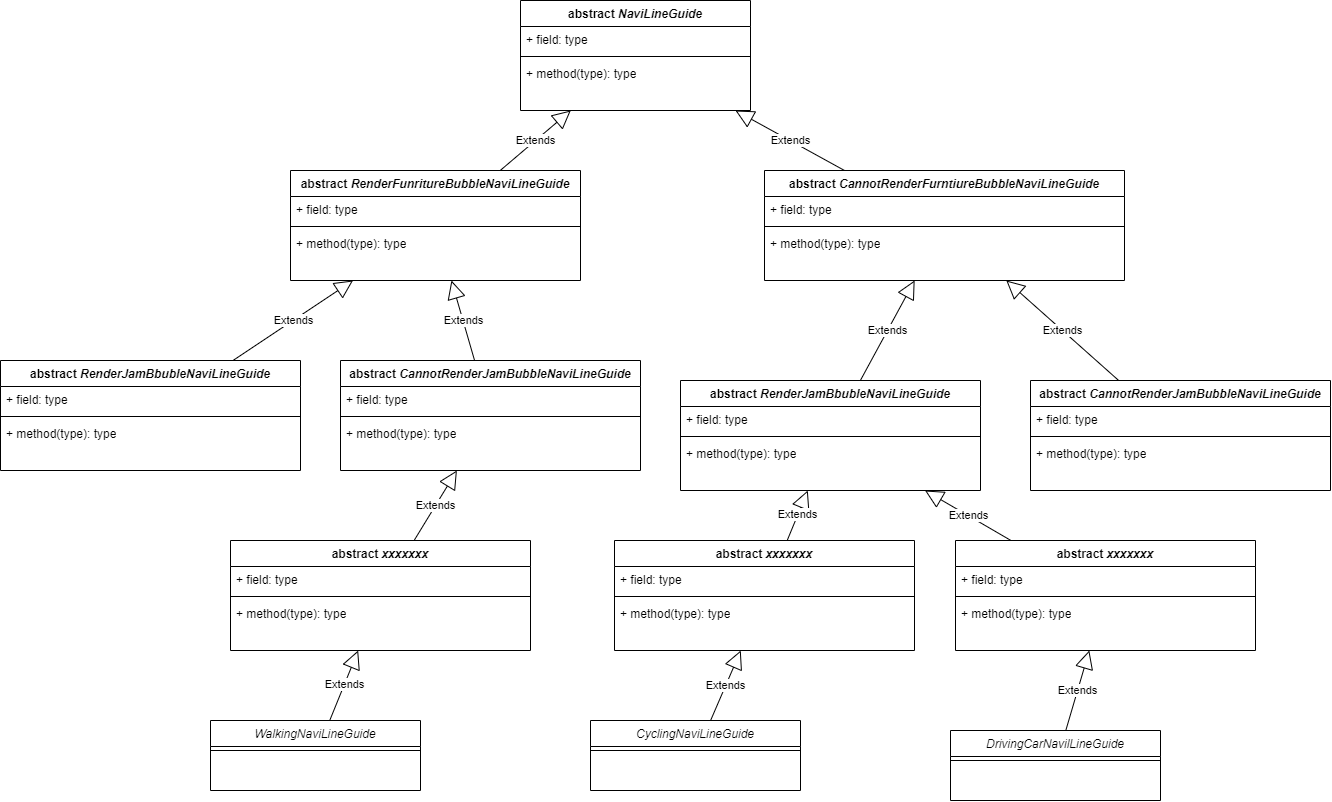 abstract NaviLineGuide
+ field: type
+ method(type): type
Extends
Extends
abstract RenderFunritureBubbleNaviLineGuide
+ field: type
+ method(type): type
abstract CannotRenderFurntiureBubbleNaviLineGuide
+ field: type
+ method(type): type
Extends
Extends
Extends
Extends
abstract RenderJamBbubleNaviLineGuide
+ field: type
+ method(type): type
abstract CannotRenderJamBubbleNaviLineGuide
+ field: type
+ method(type): type
abstract RenderJamBbubleNaviLineGuide
+ field: type
+ method(type): type
abstract CannotRenderJamBubbleNaviLineGuide
+ field: type
+ method(type): type
Extends
Extends
Extends
abstract xxxxxxx
+ field: type
+ method(type): type
abstract xxxxxxx
+ field: type
+ method(type): type
abstract xxxxxxx
+ field: type
+ method(type): type
Extends
Extends
Extends
WalkingNaviLineGuide
CyclingNaviLineGuide
DrivingCarNavilLineGuide